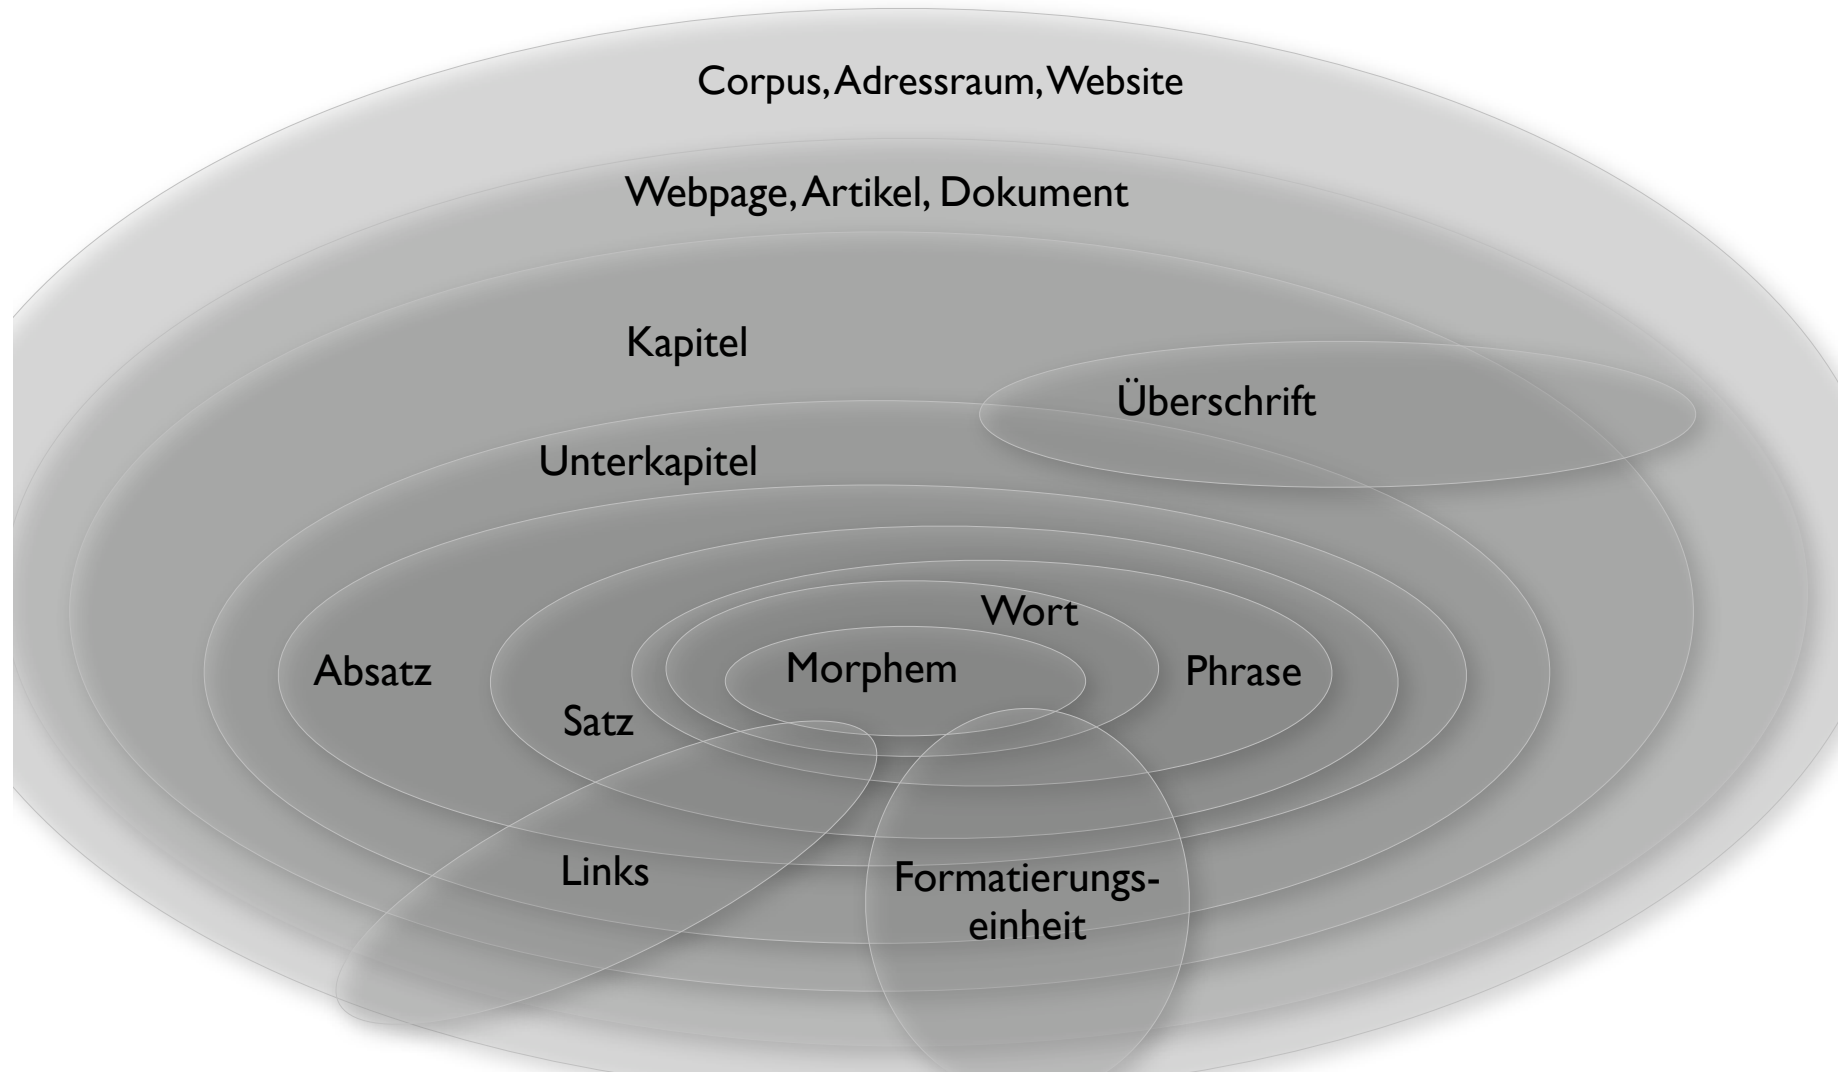 Corpus, Adressraum, Website
Webpage, Artikel, Dokument
Kapitel
Überschrift
Unterkapitel
Wort
Morphem
Absatz
Phrase
Satz
Links
Formatierungs-
einheit